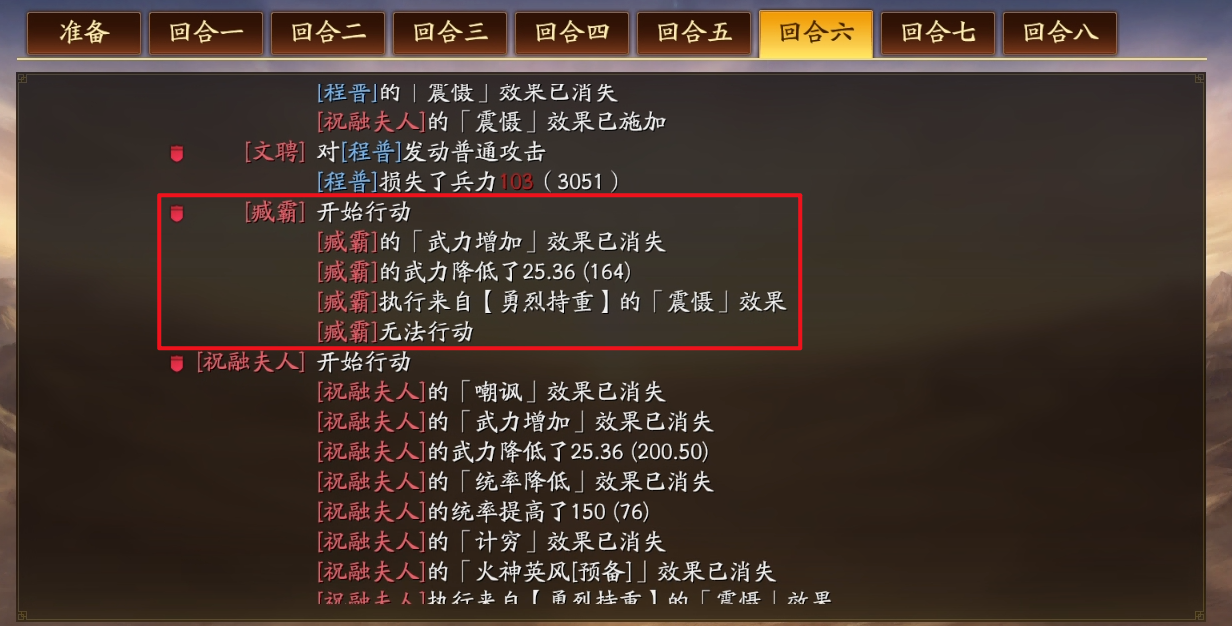 准备 回合一 回合二 回合三 回合四 回合五 回合六 回合七 回合八
[程普]的「震慑」效果已消失
[祝融夫人]的「震慑」效果已施加
[文聘] 对[程普]发动普通攻击
[程普]损失了兵力103（3051）
[臧霸] 开始行动
[臧霸]的「武力增加」效果已消失
[臧霸]的武力降低了25.36 (164)
[臧霸]执行来自【勇烈持重】的「震慑」效果
[臧霸]无法行动
[祝融夫人] 开始行动
[祝融夫人]的「嘲讽」效果已消失
[祝融夫人]的「武力增加」效果已消失
[祝融夫人]的武力降低了25.36 (200.50)
[祝融夫人]的「统率降低」效果已消失
[祝融夫人]的统率提高了150 (76)
[祝融夫人]的「计穷」效果已消失
[祝融夫人]的「火神英风[预备]」效果已消失
[祝融夫人]执行来自【勇烈持重】的「震慑」效果